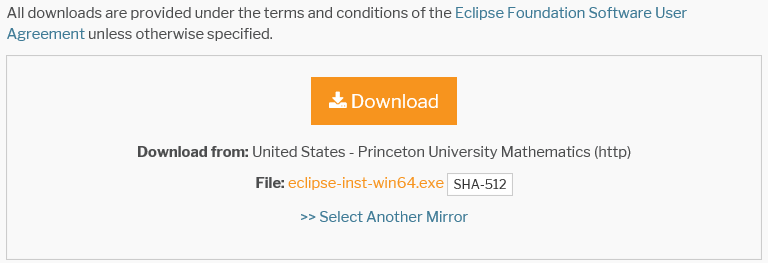 All downloads are provided under the terms and conditions of the Eclipse Foundation Software User
Agreement unless otherwise specified.
Download
Download from: United States - Princeton University Mathematics (http)
File: eclipse-inst-win64.exe SHA-512
>> Select Another Mirror